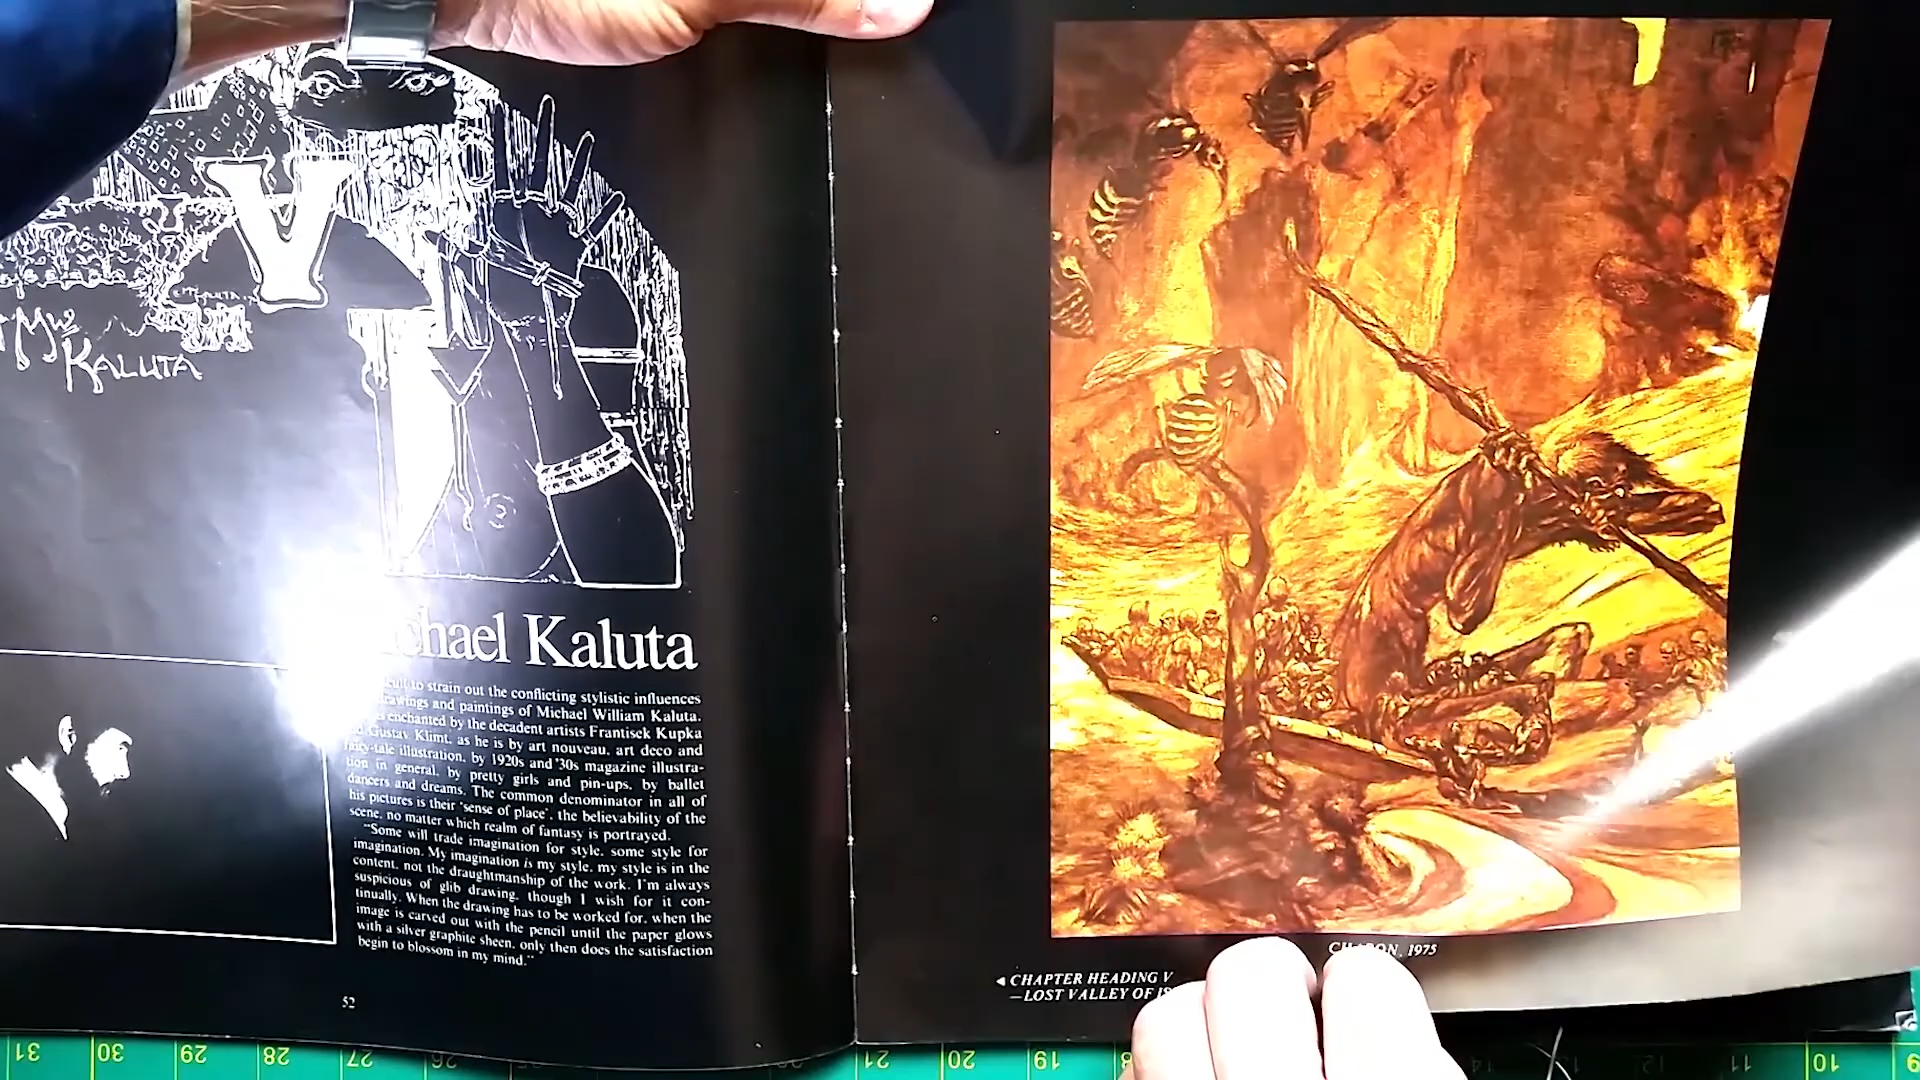 V
MWK
KALUTA
chael Kaluta
to strain out the conflicting stylistic influences
drawings and paintings of Michael William Kaluta.
enchanted by the decadent artists Frantisek Kupka
Gustav Klimt, as he is by art nouveau, art deco and
fairy-tale illustration, by 1920s and '30s magazine illustra-
tion in general, by pretty girls and pin-ups, by ballet
dancers and dreams. The common denominator in all of
his pictures is their 'sense of place', the believability of the
scene, no matter which realm of fantasy is portrayed.
"Some will trade imagination for style, some style for
imagination. My imagination is my style, my style is in the
content, not the draughtmanship of the work. I'm always
suspicious of glib drawing, though I wish for it con-
tinually. When the drawing has to be worked for, when the
image is carved out with the pencil until the paper glows
with a silver graphite sheen, only then does the satisfaction
begin to blossom in my mind."
52
CHARON, 1975
◄ CHAPTER HEADING V
—LOST VALLEY OF IS
31 30 29 28 27 26 21 20 19 14 13 12 11 10 9